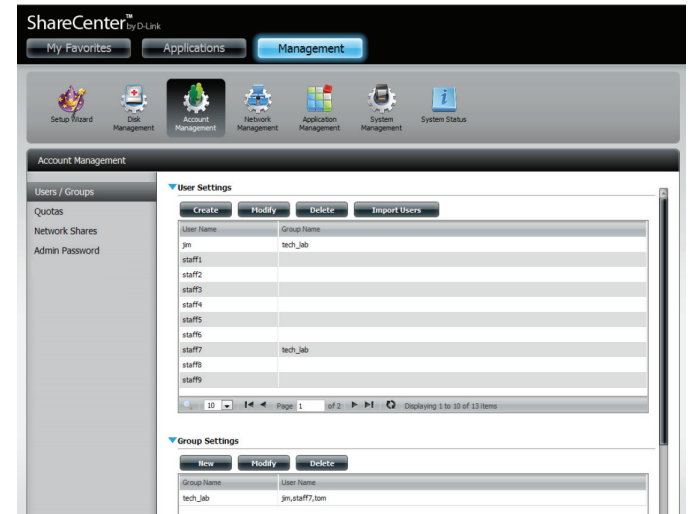 ShareCenter™ by D-Link
My Favorites Applications Management
Setup Wizard Disk Management Account Management Network Management Application Management System Management System Status
Account Management
Users / Groups
Quotas
Network Shares
Admin Password
User Settings
Create Modify Delete Import Users
User Name Group Name
jim tech_lab
staff1
staff2
staff3
staff4
staff5
staff6
staff7 tech_lab
staff8
staff9
10 Page 1 of 2 Displaying 1 to 10 of 13 items
Group Settings
New Modify Delete
Group Name User Name
tech_lab jim,staff7,tom